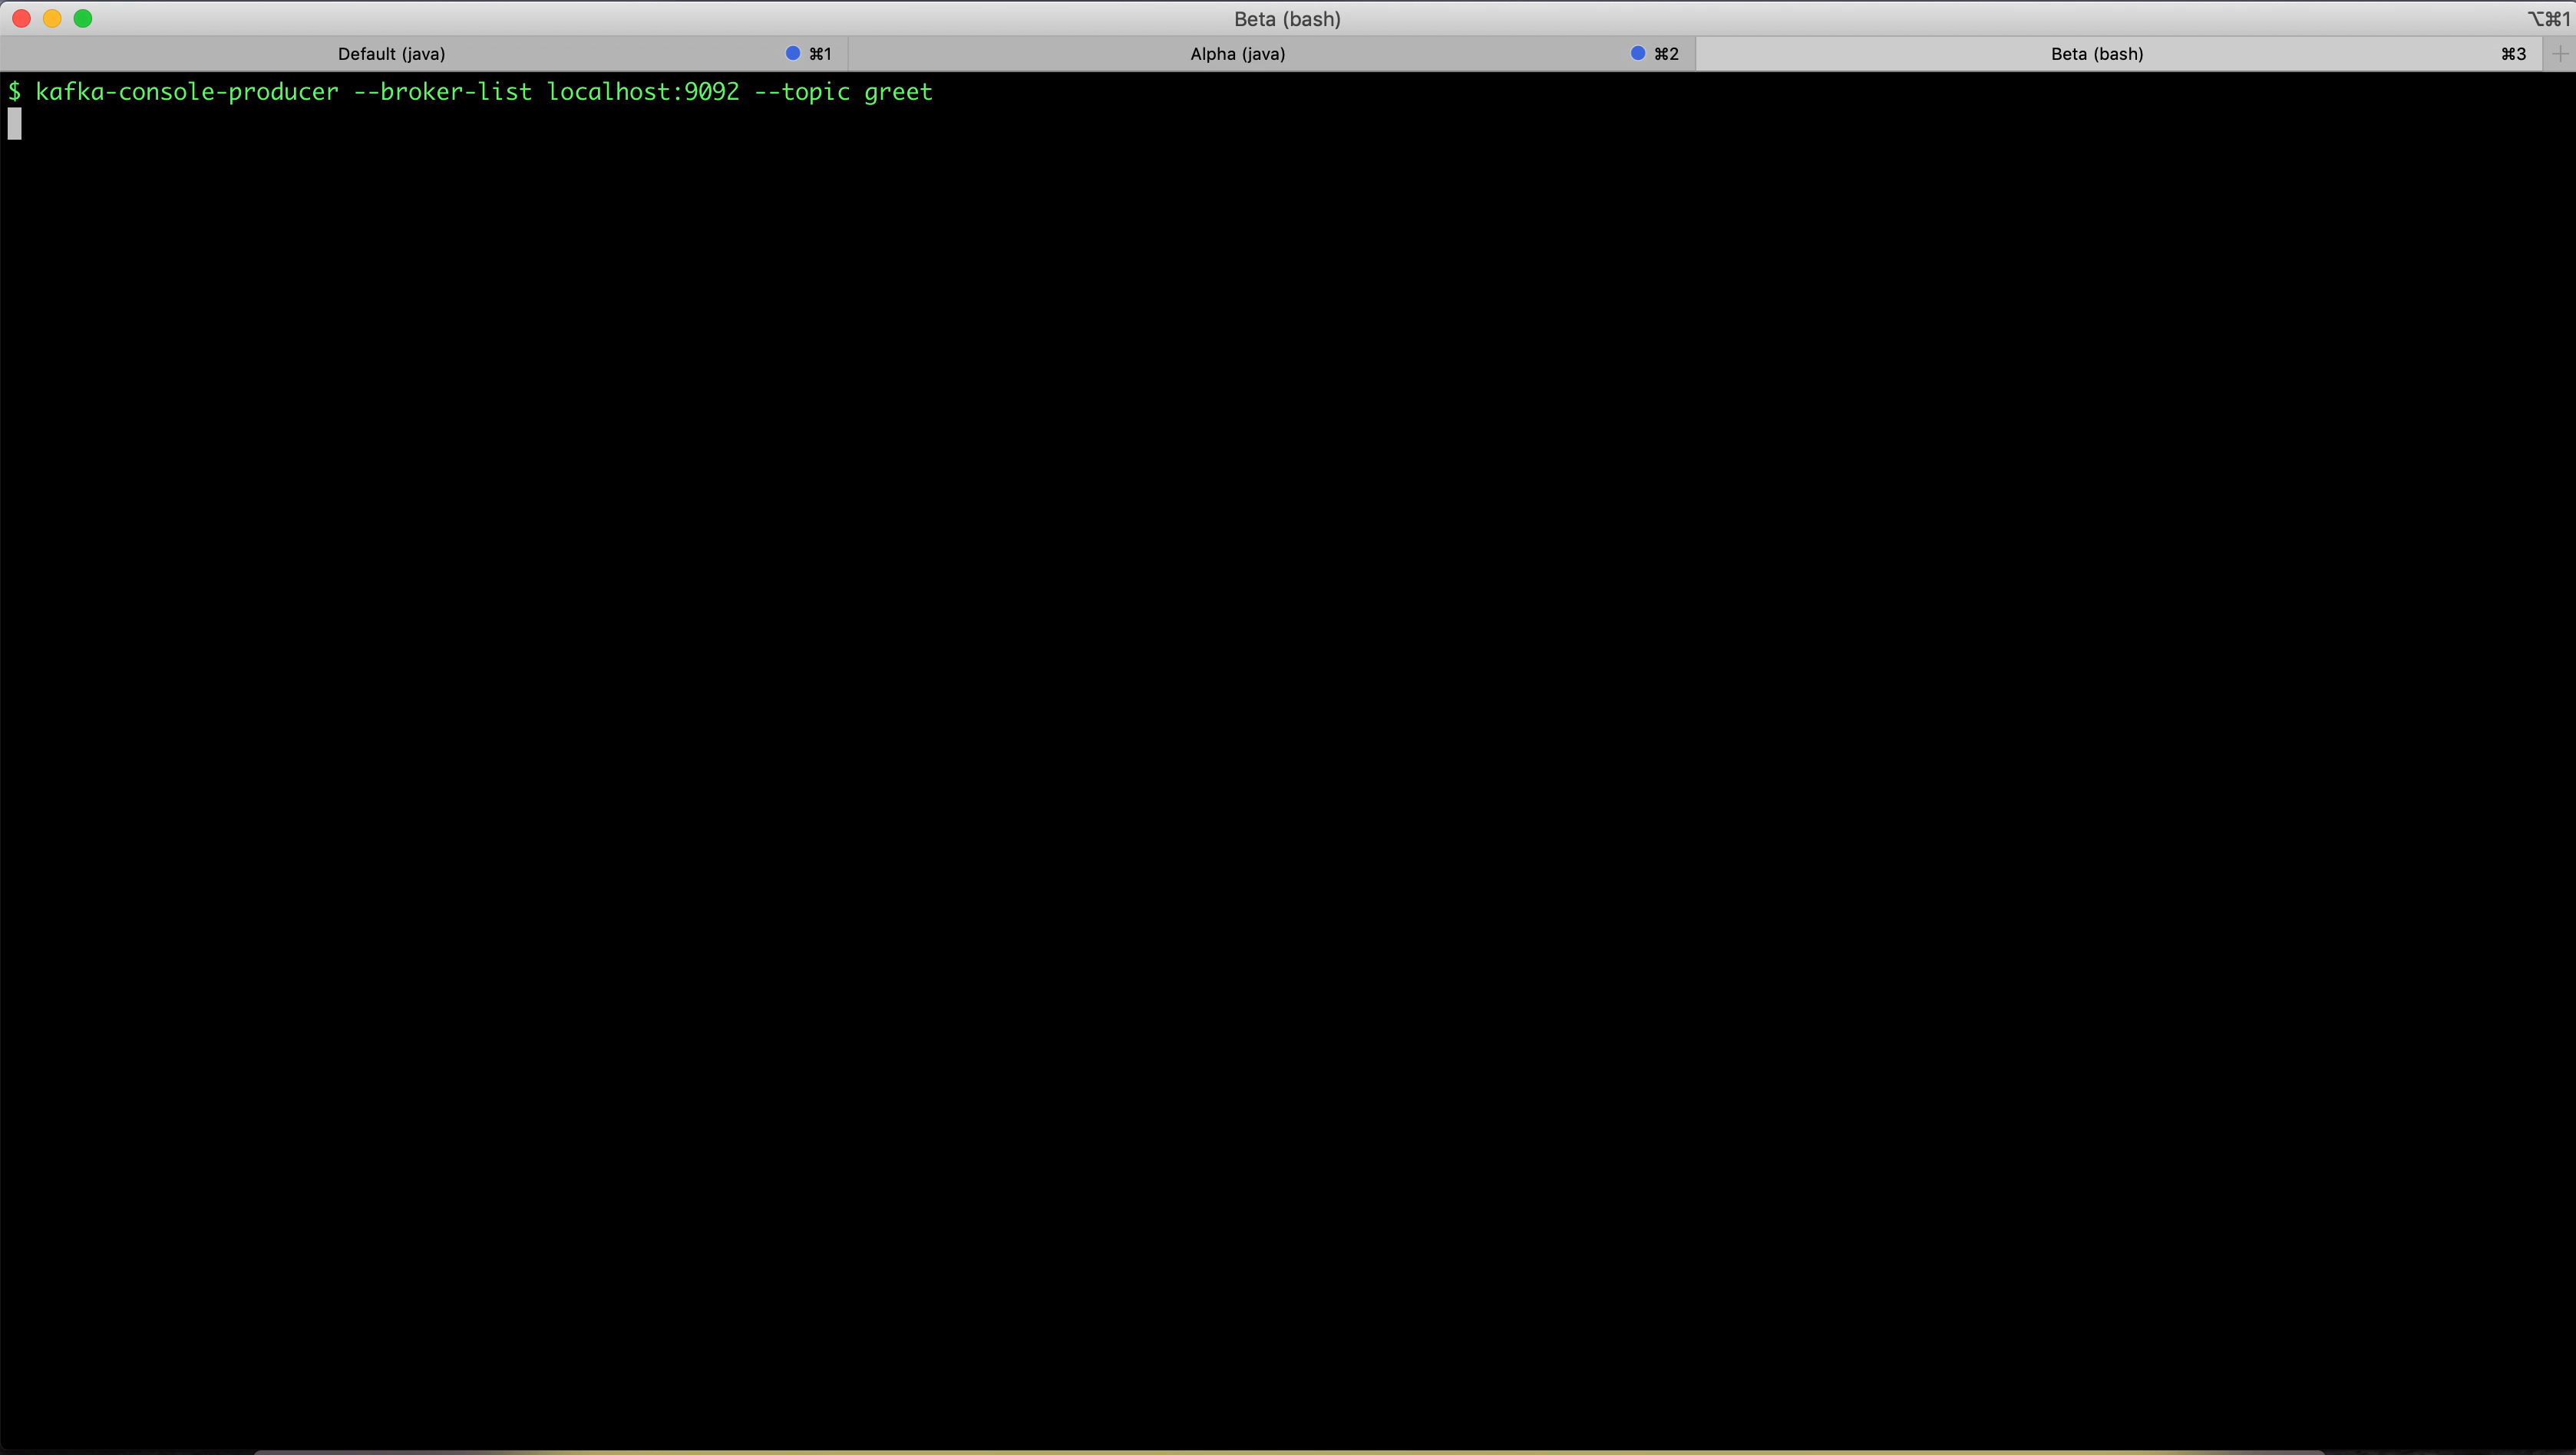 Beta (bash)
⌥⌘1
Default (java) ⌘1
Alpha (java) ⌘2
Beta (bash) ⌘3
$ kafka-console-producer --broker-list localhost:9092 --topic greet